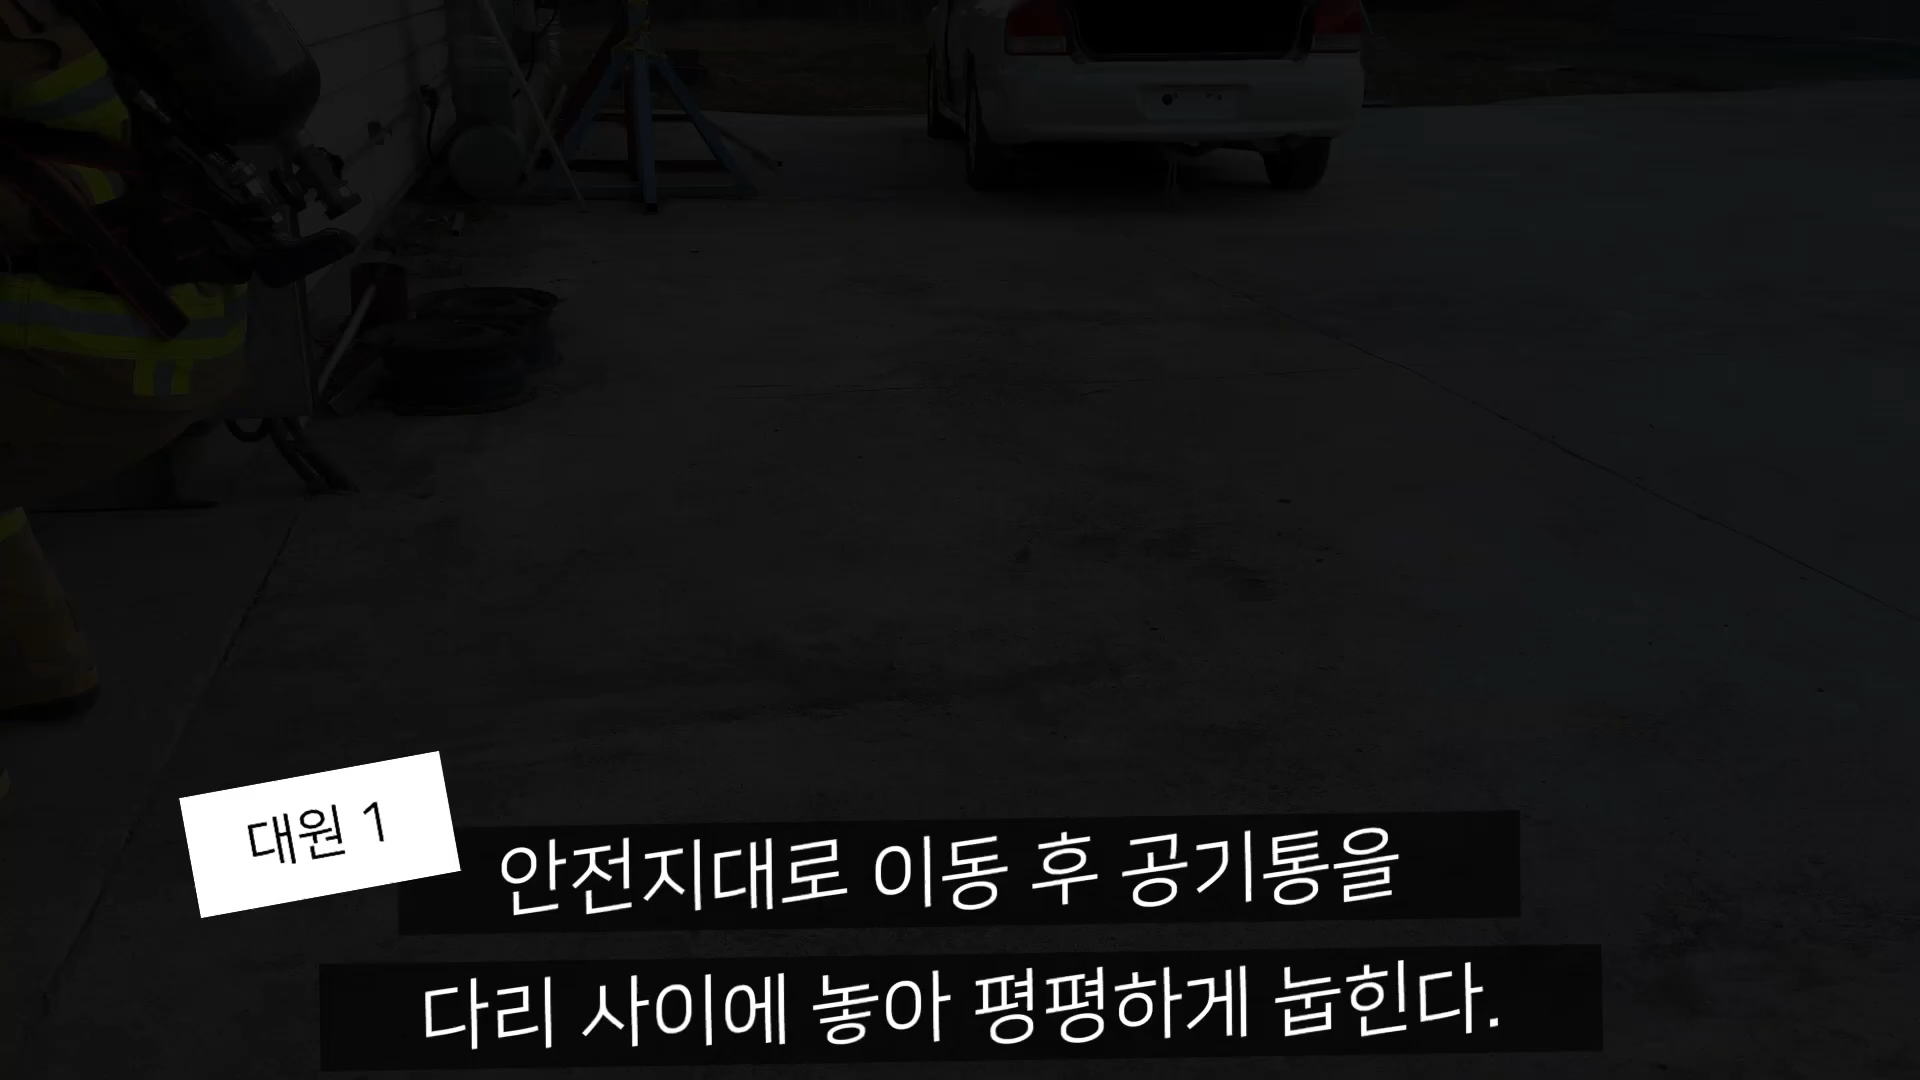 대원 1
안전지대로 이동 후 공기통을
다리 사이에 놓아 평평하게 눕힌다.